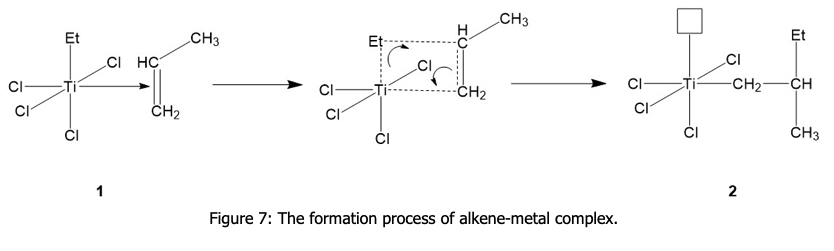 Et
Cl
HC
CH₃
Cl
Ti
Cl
CH₂
Cl
1
Et
H
C
CH₃
Cl
Cl
Ti
Cl
CH₂
Cl
Et
Cl
Cl
Ti
CH₂
CH
Cl
Cl
CH₃
2
Figure 7: The formation process of alkene-metal complex.